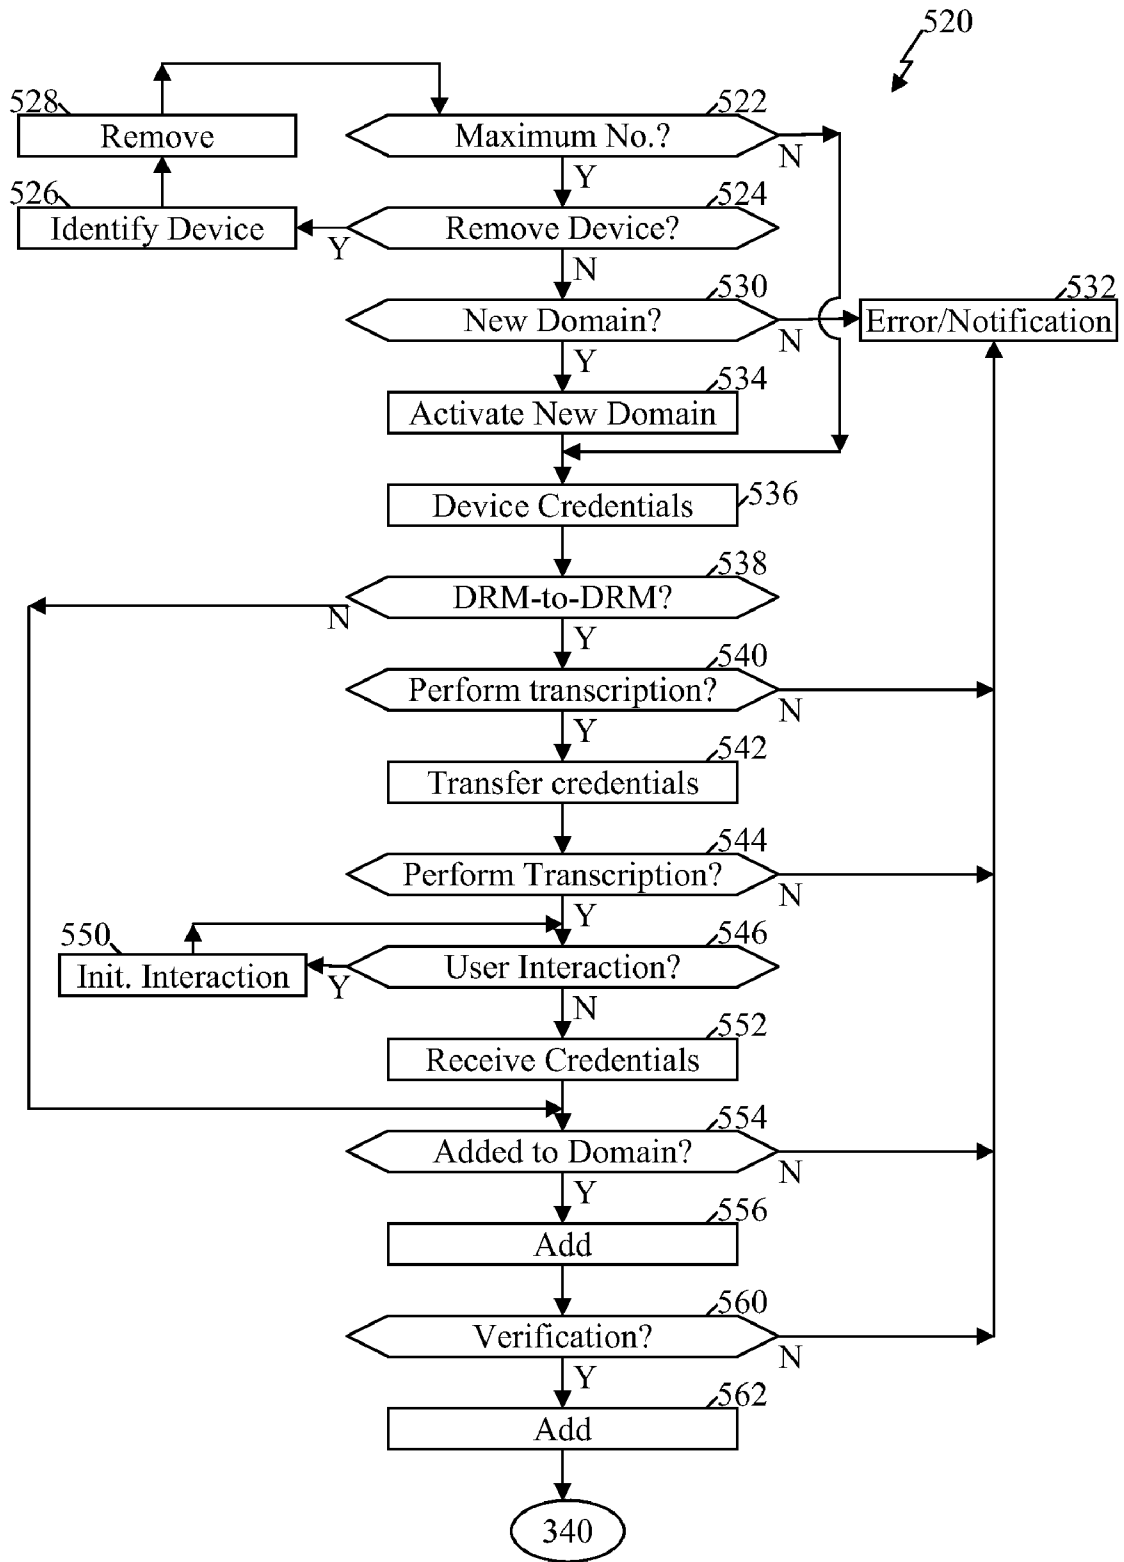 520
528
522
Remove
Maximum No.?
N
Y
526
524
Identify Device
Remove Device?
Y
N
530
532
New Domain?
Error/Notification
N
Y
534
Activate New Domain
Device Credentials
536
538
DRM-to-DRM?
N
Y
540
Perform transcription?
N
Y
542
Transfer credentials
544
Perform Transcription?
N
Y
550
546
Init. Interaction
User Interaction?
Y
N
552
Receive Credentials
554
Added to Domain?
N
Y
556
Add
560
Verification?
N
Y
562
Add
340